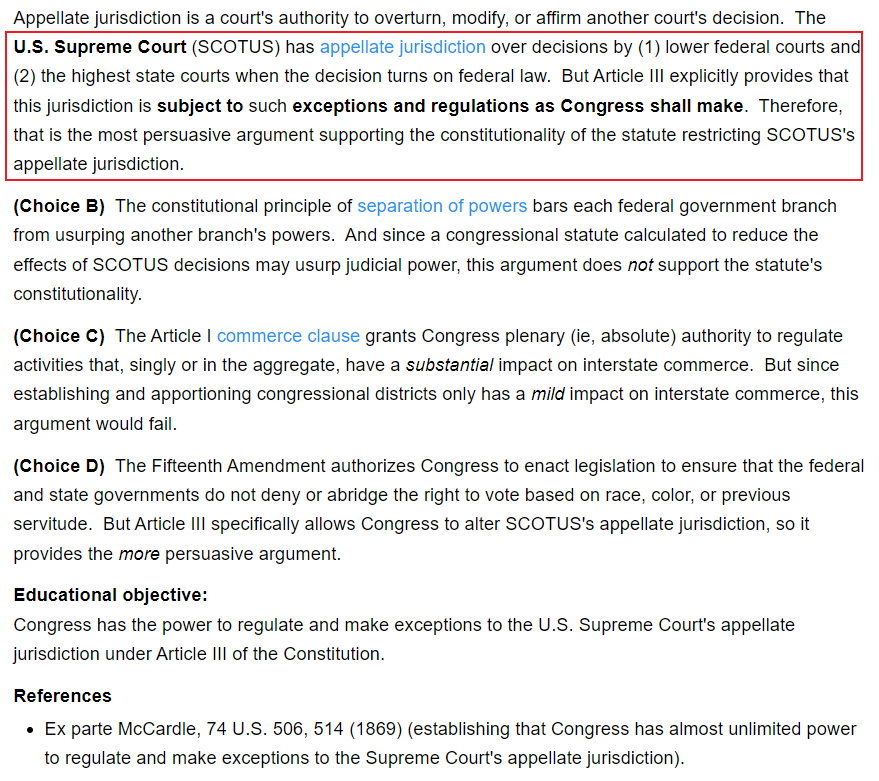 Appellate jurisdiction is a court's authority to overturn, modify, or affirm another court's decision.  The
U.S. Supreme Court (SCOTUS) has appellate jurisdiction over decisions by (1) lower federal courts and
(2) the highest state courts when the decision turns on federal law.  But Article III explicitly provides that
this jurisdiction is subject to such exceptions and regulations as Congress shall make.  Therefore,
that is the most persuasive argument supporting the constitutionality of the statute restricting SCOTUS's
appellate jurisdiction.
(Choice B)  The constitutional principle of separation of powers bars each federal government branch
from usurping another branch's powers.  And since a congressional statute calculated to reduce the
effects of SCOTUS decisions may usurp judicial power, this argument does not support the statute's
constitutionality.
(Choice C)  The Article I commerce clause grants Congress plenary (ie, absolute) authority to regulate
activities that, singly or in the aggregate, have a substantial impact on interstate commerce.  But since
establishing and apportioning congressional districts only has a mild impact on interstate commerce, this
argument would fail.
(Choice D)  The Fifteenth Amendment authorizes Congress to enact legislation to ensure that the federal
and state governments do not deny or abridge the right to vote based on race, color, or previous
servitude.  But Article III specifically allows Congress to alter SCOTUS's appellate jurisdiction, so it
provides the more persuasive argument.
Educational objective:
Congress has the power to regulate and make exceptions to the U.S. Supreme Court's appellate
jurisdiction under Article III of the Constitution.
References
• Ex parte McCardle, 74 U.S. 506, 514 (1869) (establishing that Congress has almost unlimited power
to regulate and make exceptions to the Supreme Court's appellate jurisdiction).